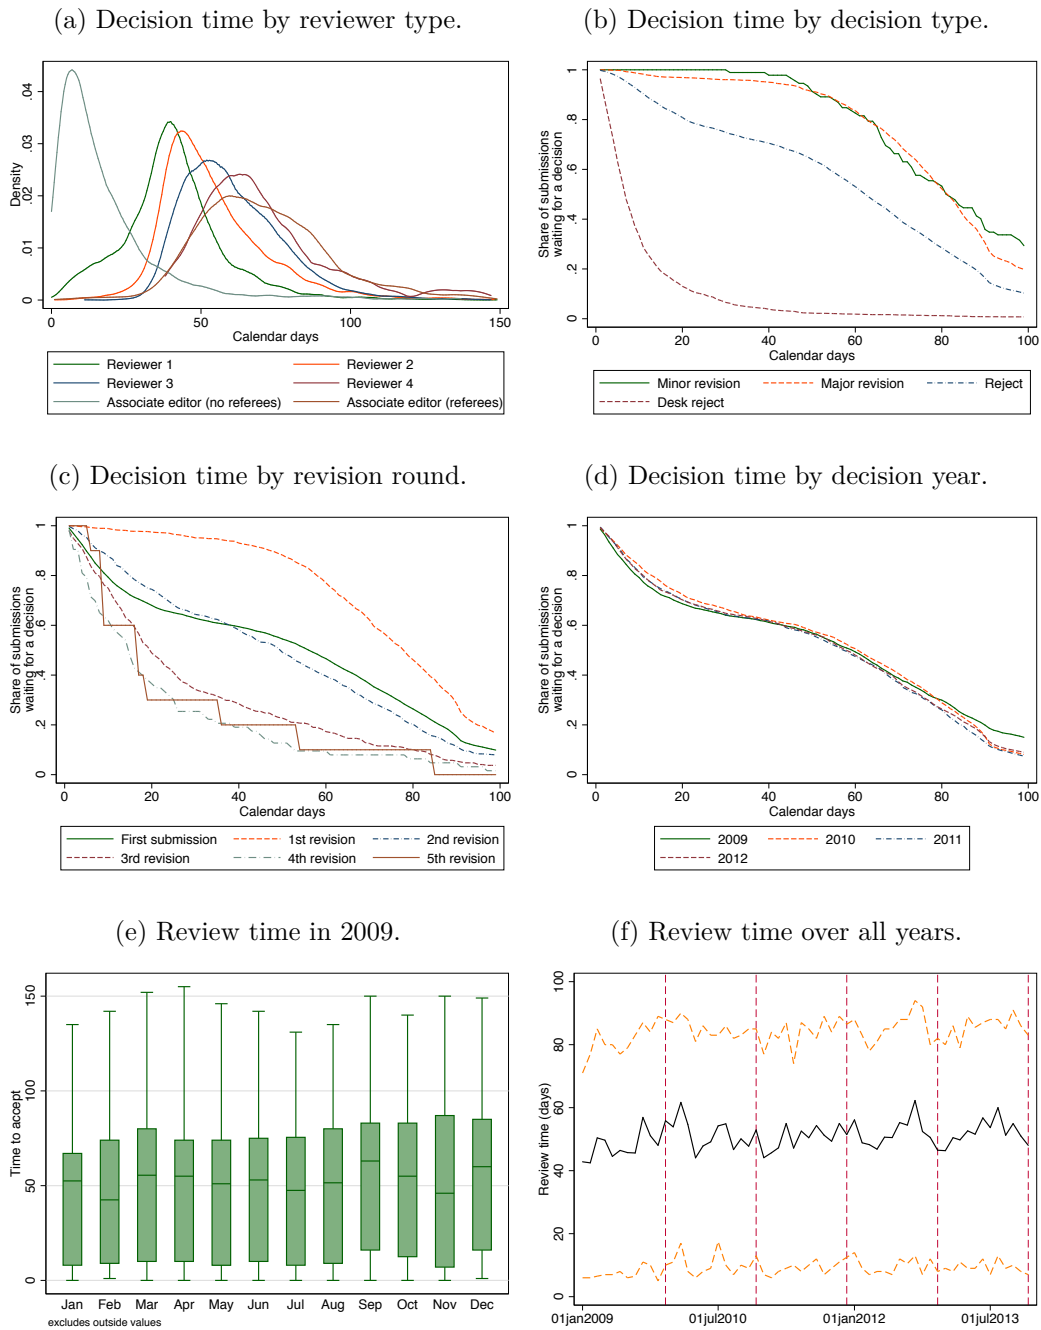 (a) Decision time by reviewer type.
Density
0 .01 .02 .03 .04
0 50 100 150
Calendar days
Reviewer 1 Reviewer 2
Reviewer 3 Reviewer 4
Associate editor (no referees) Associate editor (referees)
(b) Decision time by decision type.
Share of submissions
waiting for a decision
0 .2 .4 .6 .8 1
0 20 40 60 80 100
Calendar days
Minor revision Major revision Reject
Desk reject
(c) Decision time by revision round.
Share of submissions
waiting for a decision
0 .2 .4 .6 .8 1
0 20 40 60 80 100
Calendar days
First submission 1st revision 2nd revision
3rd revision 4th revision 5th revision
(d) Decision time by decision year.
Share of submissions
waiting for a decision
0 .2 .4 .6 .8 1
0 20 40 60 80 100
Calendar days
2009 2010 2011
2012
(e) Review time in 2009.
Time to accept
0 50 100 150
Jan Feb Mar Apr May Jun Jul Aug Sep Oct Nov Dec
excludes outside values
(f) Review time over all years.
Review time (days)
0 20 40 60 80 100
01jan2009 01jul2010 01jan2012 01jul2013